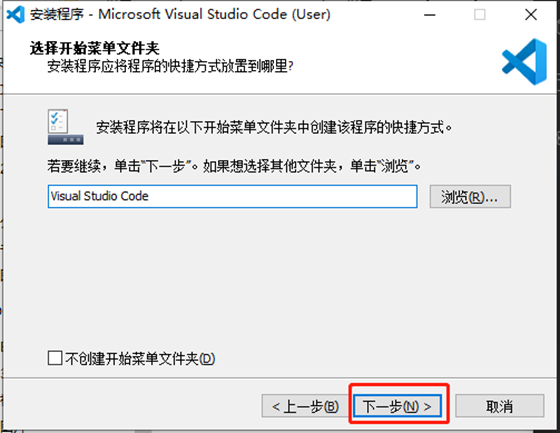 安装程序 - Microsoft Visual Studio Code (User)
选择开始菜单文件夹
安装程序应将程序的快捷方式放置到哪里?
安装程序将在以下开始菜单文件夹中创建该程序的快捷方式。
若要继续，单击“下一步”。如果想选择其他文件夹，单击“浏览”。
Visual Studio Code
浏览(R)...
不创建开始菜单文件夹(D)
< 上一步(B)
下一步(N) >
取消